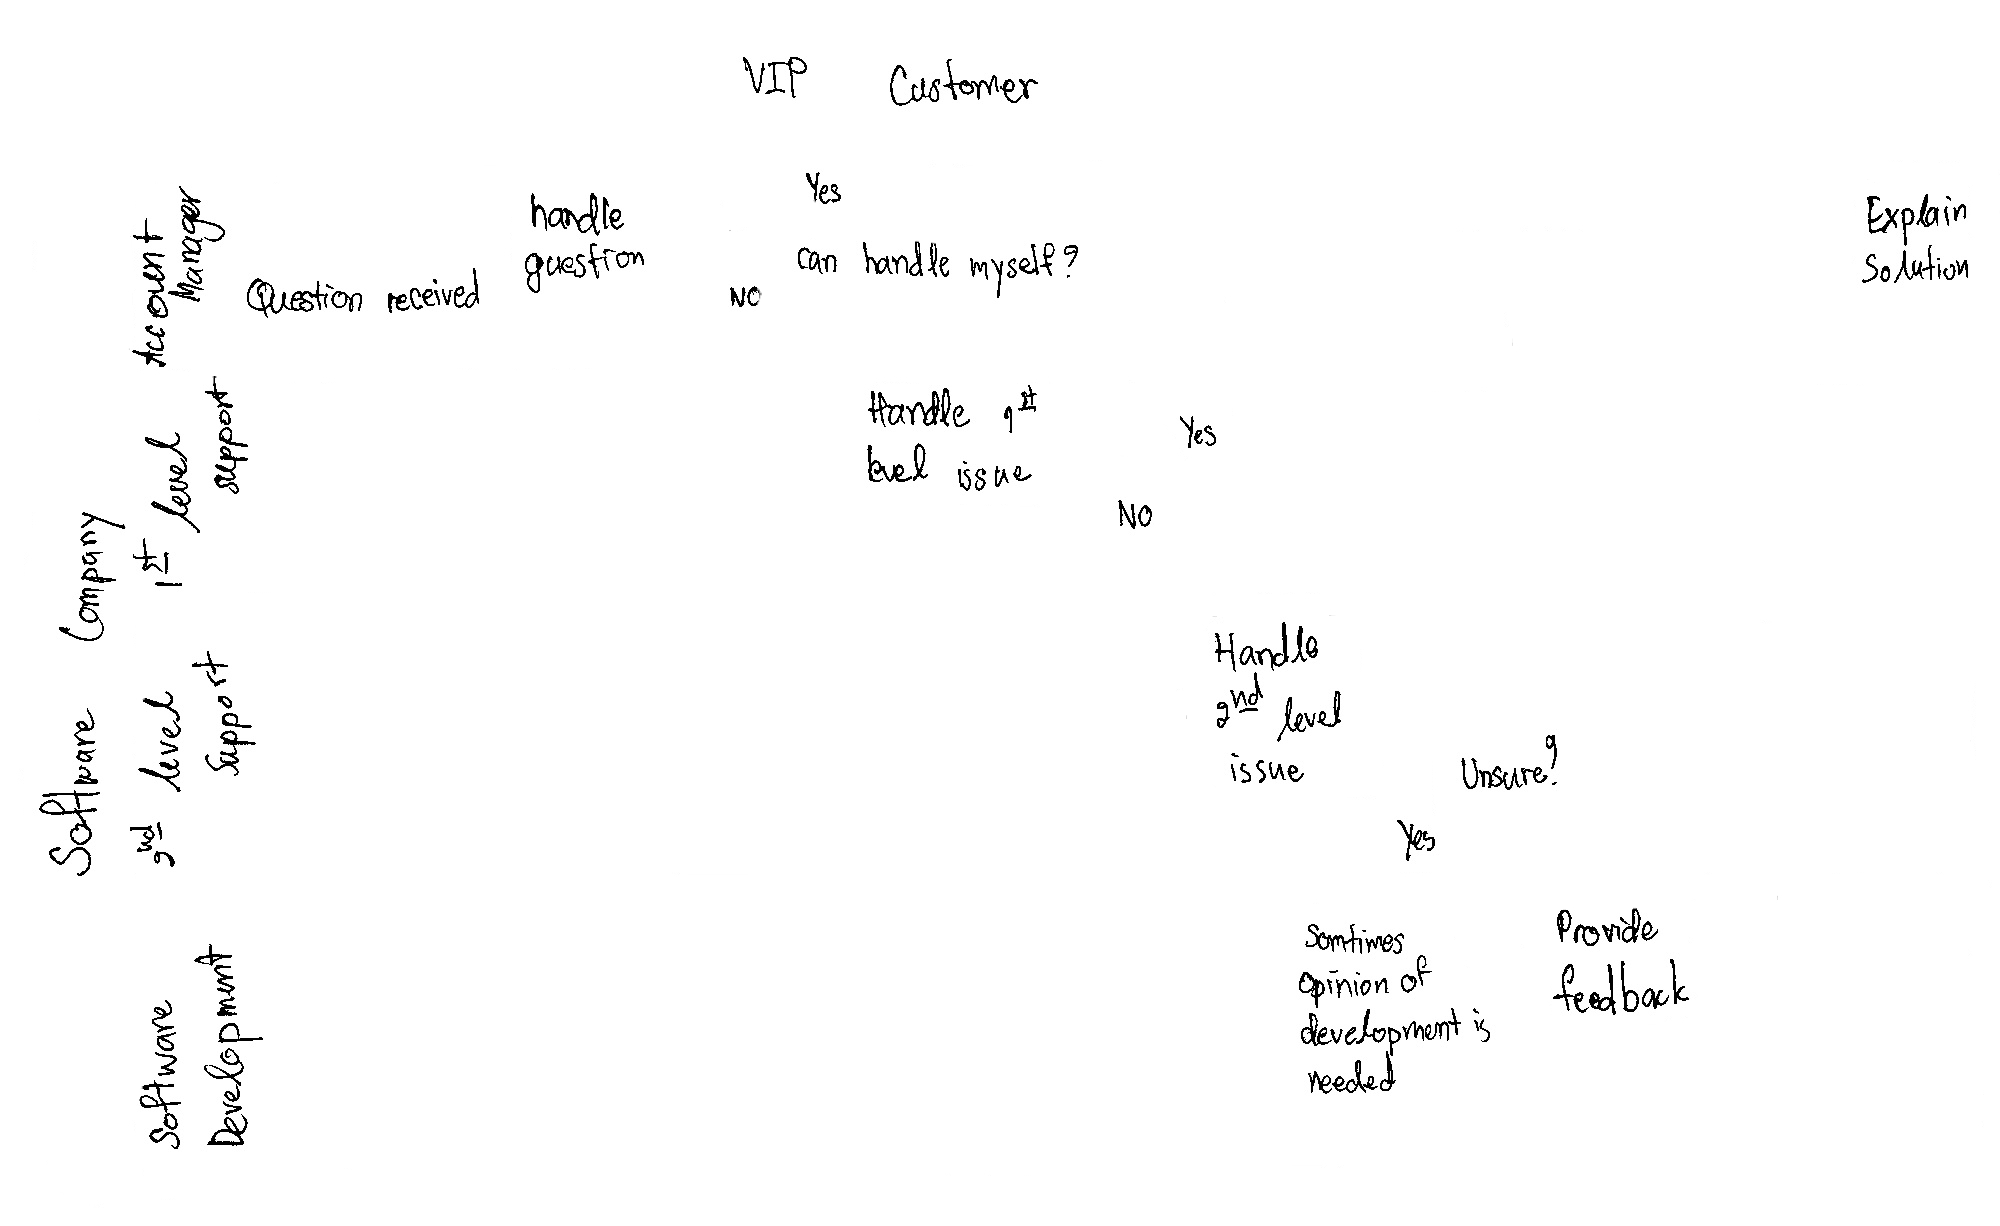 VIP Customer
Account
Manager
Question received
handle
question
Yes
can handle myself?
NO
Explain
Solution
Software Company
1st level
support
Handle 1st
level issue
Yes
NO
2nd level
Support
Handle
2nd level
issue
Unsure?
Yes
Software
Development
Somtimes
opinion of
development is
needed
Provide
feedback